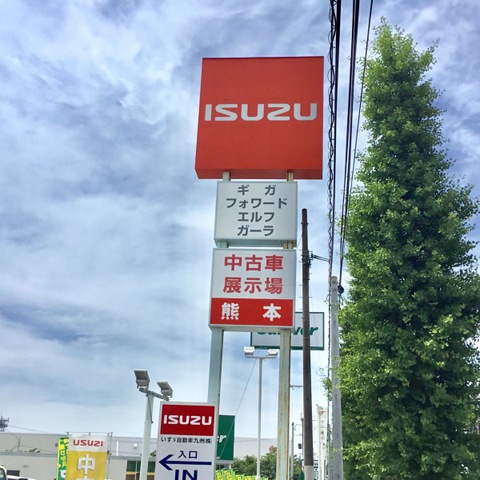 ISUZU
ギガ
フォワード
エルフ
ガーラ
中古車
展示場
熊本
ISUZU
いすゞ自動車九州㈱
入口
IN
USUZU
中